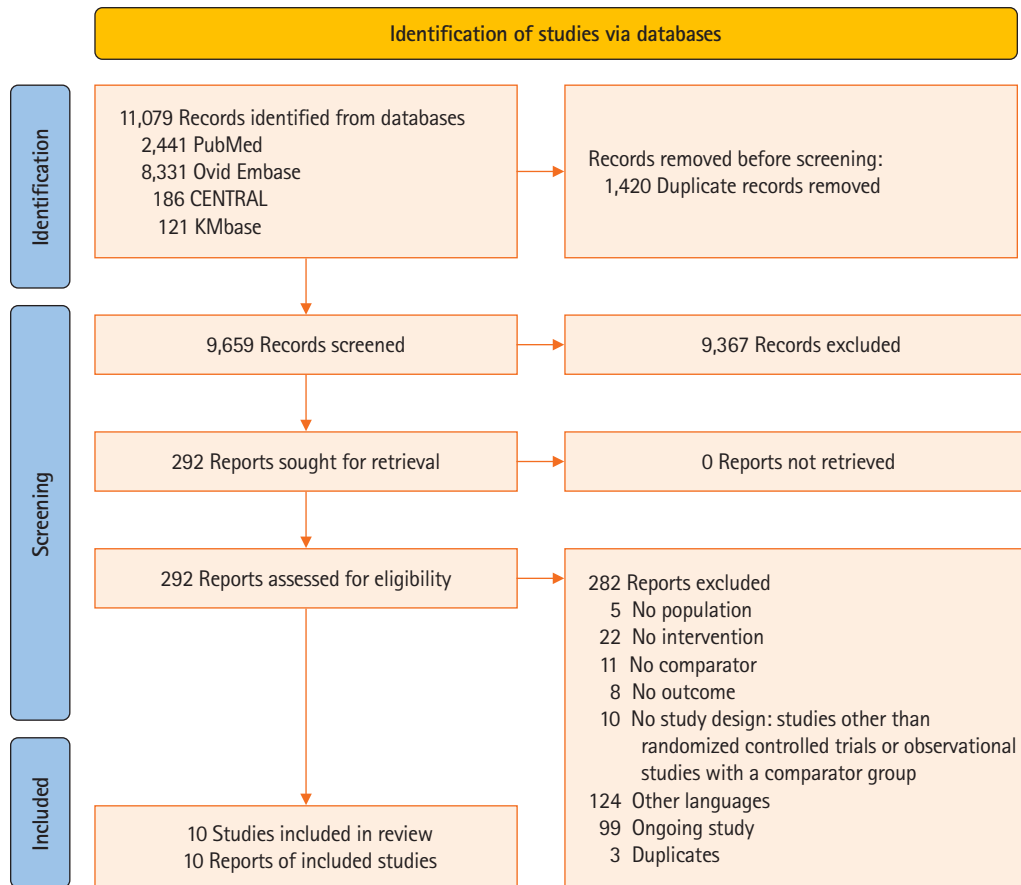 Identification of studies via databases
Identification
11,079 Records identified from databases
2,441 PubMed
8,331 Ovid Embase
186 CENTRAL
121 KMbase
Records removed before screening:
1,420 Duplicate records removed
Screening
9,659 Records screened
9,367 Records excluded
292 Reports sought for retrieval
0 Reports not retrieved
292 Reports assessed for eligibility
282 Reports excluded
5 No population
22 No intervention
11 No comparator
8 No outcome
10 No study design: studies other than
randomized controlled trials or observational
studies with a comparator group
124 Other languages
99 Ongoing study
3 Duplicates
Included
10 Studies included in review
10 Reports of included studies